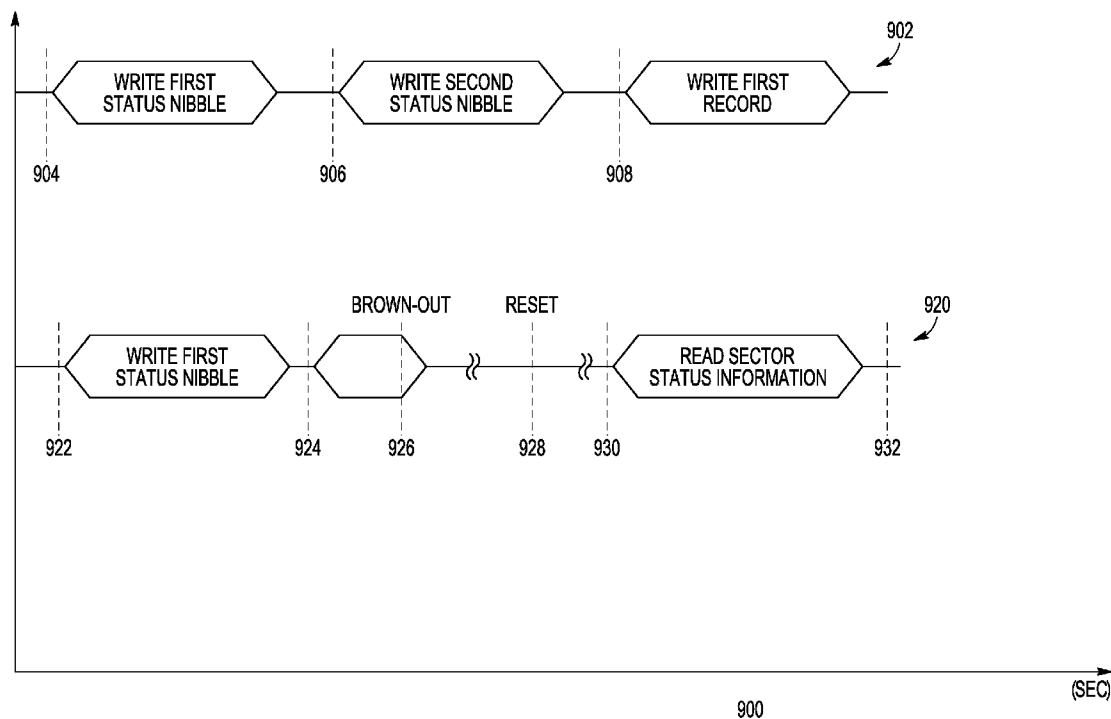 902
WRITE FIRST
STATUS NIBBLE
WRITE SECOND
STATUS NIBBLE
WRITE FIRST
RECORD
904
906
908
BROWN-OUT
RESET
920
WRITE FIRST
STATUS NIBBLE
READ SECTOR
STATUS INFORMATION
922
924
926
928
930
932
(SEC)
900